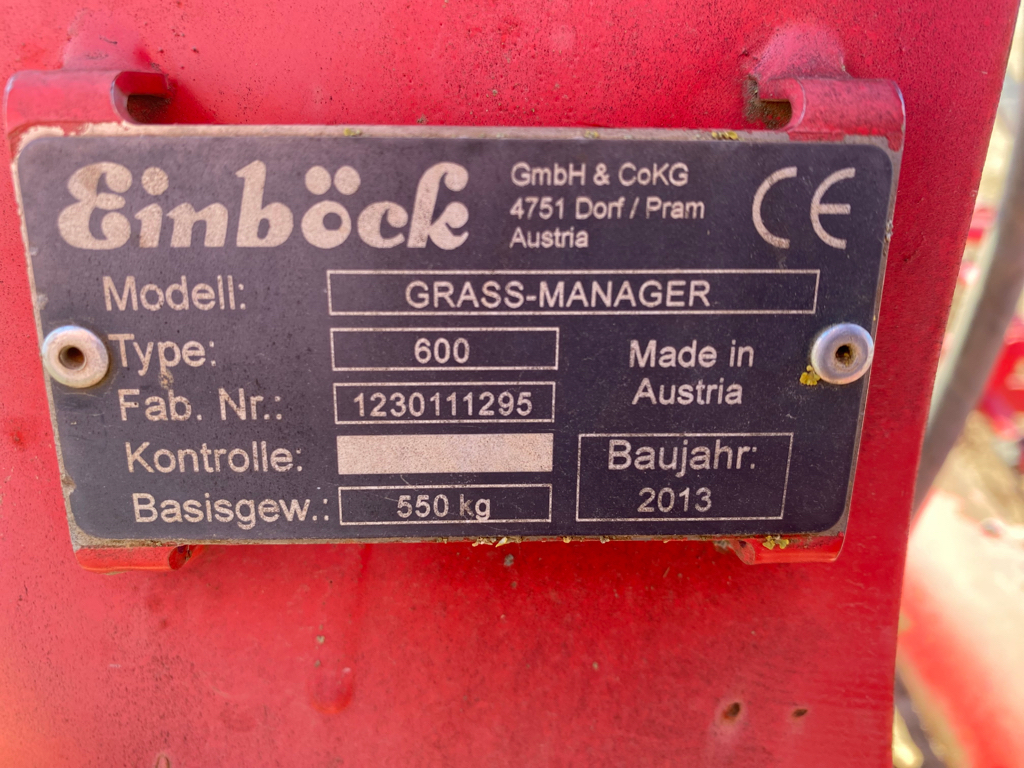 Einböck
GmbH & CoKG
4751 Dorf / Pram
Austria
CE
Modell: GRASS-MANAGER
Type: 600
Made in
Austria
Fab. Nr.: 1230111295
Kontrolle:
Basisgew.: 550 kg
Baujahr:
2013